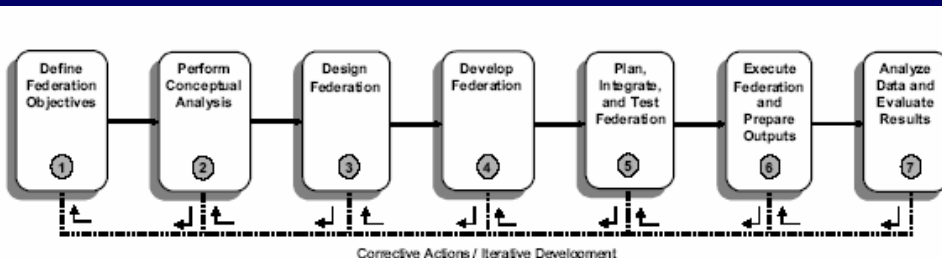 Define
Federation
Objectives
1
Perform
Conceptual
Analysis
2
Design
Federation
3
Develop
Federation
4
Plan,
Integrate,
and Test
Federation
5
Execute
Federation
and
Prepare
Outputs
6
Analyze
Data and
Evaluate
Results
7
Corrective Actions / Iterative Development